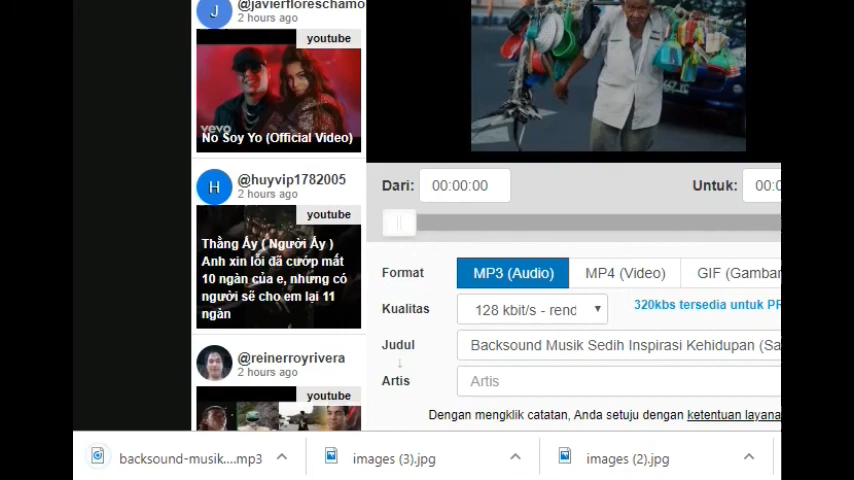 @javierfloreschamo
J
2 hours ago
youtube
vevo
No Soy Yo (Official Video)
H
@huyvip1782005
2 hours ago
youtube
Thằng Ấy ( Người Ấy )
Anh xin lỗi đã cướp mất
10 ngàn của e, nhưng có
người sẽ cho em lại 11
ngàn
@reinerroyrivera
2 hours ago
youtube
Dari: 00:00:00 Untuk: 00:0
Format MP3 (Audio) MP4 (Video) GIF (Gambar
Kualitas 128 kbit/s - rend 320kbs tersedia untuk PR
Judul Backsound Musik Sedih Inspirasi Kehidupan (Sa
↓
Artis Artis
Dengan mengklik catatan, Anda setuju dengan ketentuan layana
backsound-musik....mp3 images (3).jpg images (2).jpg